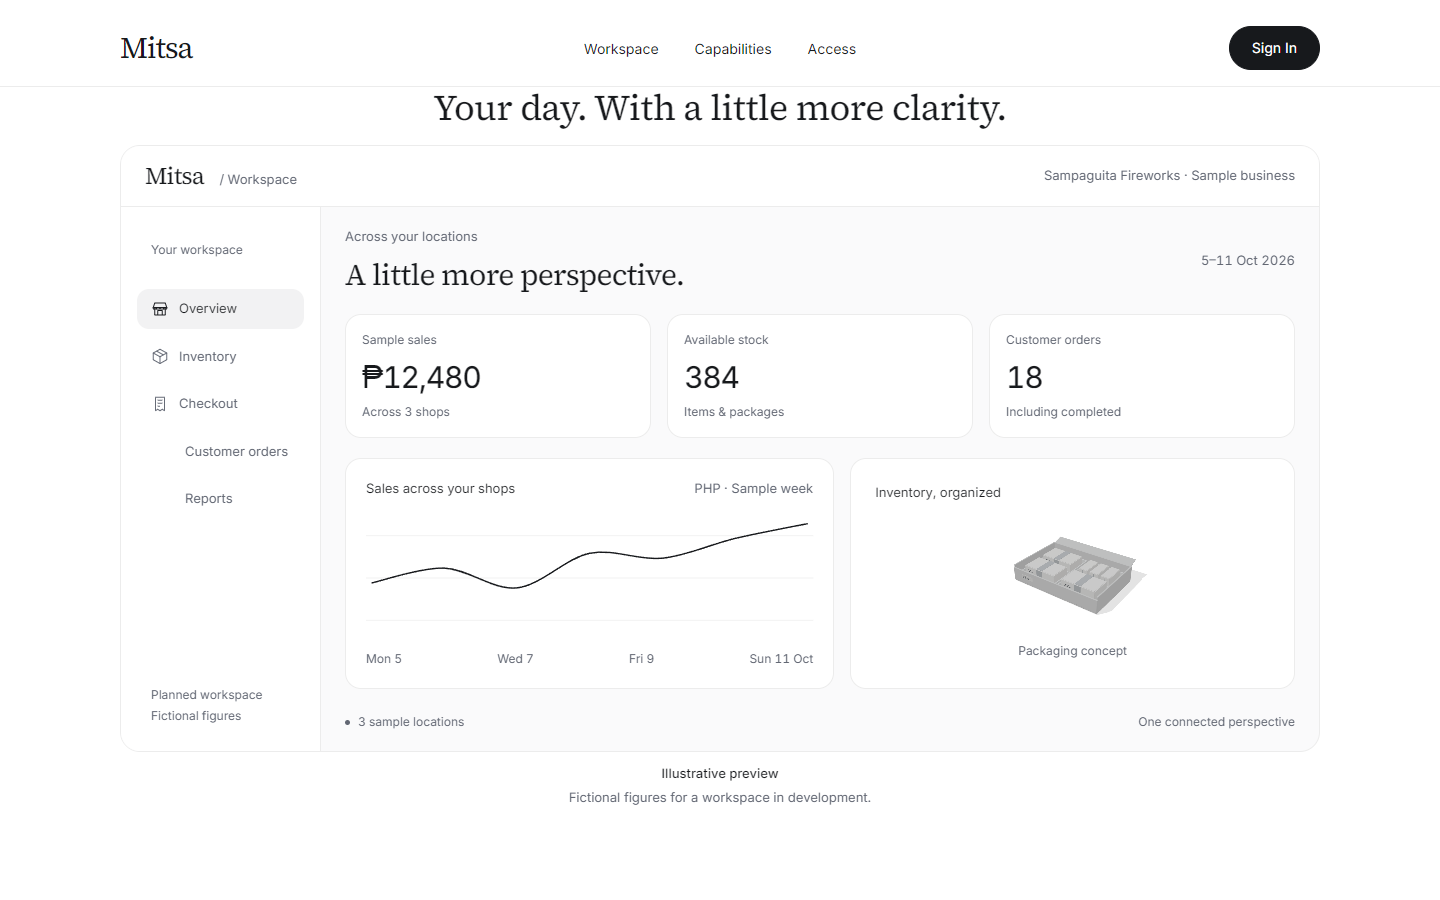 Mitsa
Workspace
Capabilities
Access
Sign In
Your day. With a little more clarity.
Mitsa / Workspace
Sampaguita Fireworks · Sample business
Your workspace
Overview
Inventory
Checkout
Customer orders
Reports
Planned workspace
Fictional figures
Across your locations
A little more perspective.
5–11 Oct 2026
Sample sales
₱12,480
Across 3 shops
Available stock
384
Items & packages
Customer orders
18
Including completed
Sales across your shops
PHP · Sample week
Mon 5
Wed 7
Fri 9
Sun 11 Oct
Inventory, organized
Packaging concept
3 sample locations
One connected perspective
Illustrative preview
Fictional figures for a workspace in development.